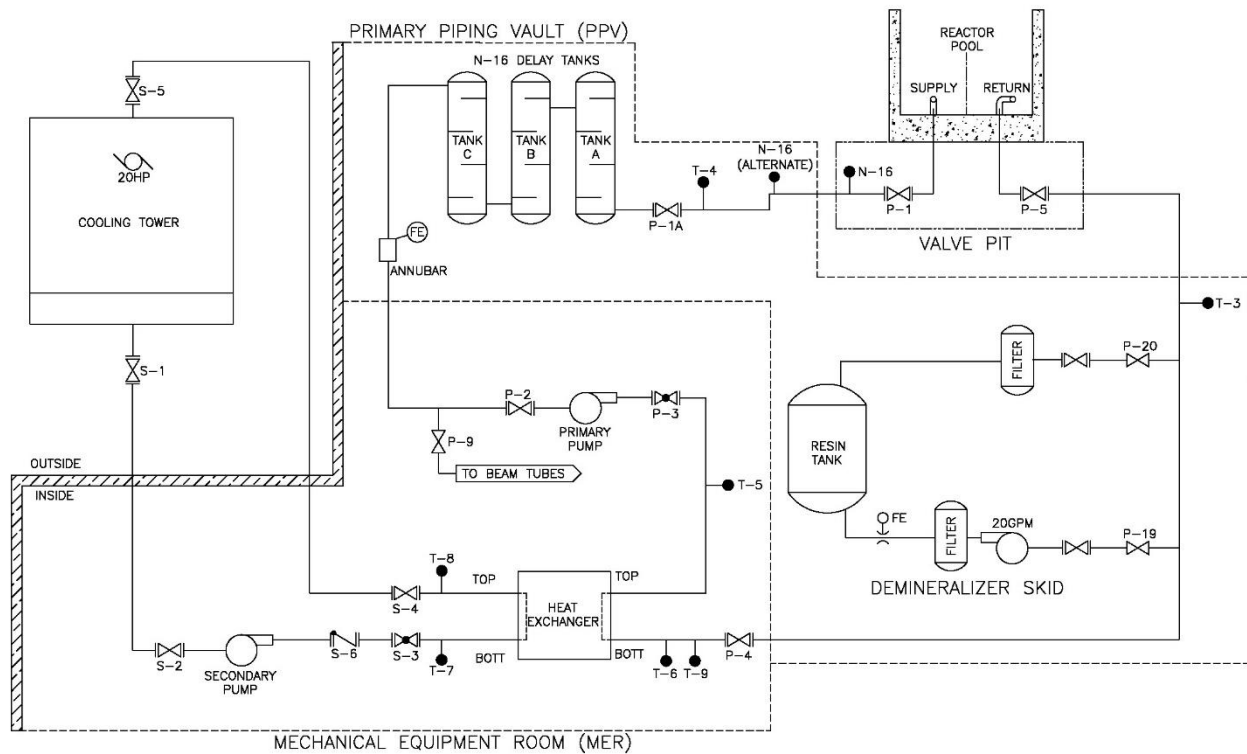 PRIMARY PIPING VAULT (PPV)
N-16 DELAY TANKS
REACTOR
POOL
SUPPLY
RETURN
S-5
20HP
COOLING TOWER
TANK
C
TANK
B
TANK
A
T-4
N-16
(ALTERNATE)
N-16
P-1A
P-1
P-5
VALVE PIT
FE
ANNUBAR
T-3
S-1
P-20
FILTER
P-2
P-3
PRIMARY
PUMP
P-9
TO BEAM TUBES
RESIN
TANK
OUTSIDE
INSIDE
T-5
FE
FILTER
20GPM
P-19
DEMINERALIZER SKID
T-8
TOP
TOP
S-4
HEAT
EXCHANGER
S-2
SECONDARY
PUMP
S-6
S-3
T-7
BOTT
BOTT
T-6
T-9
P-4
MECHANICAL EQUIPMENT ROOM (MER)